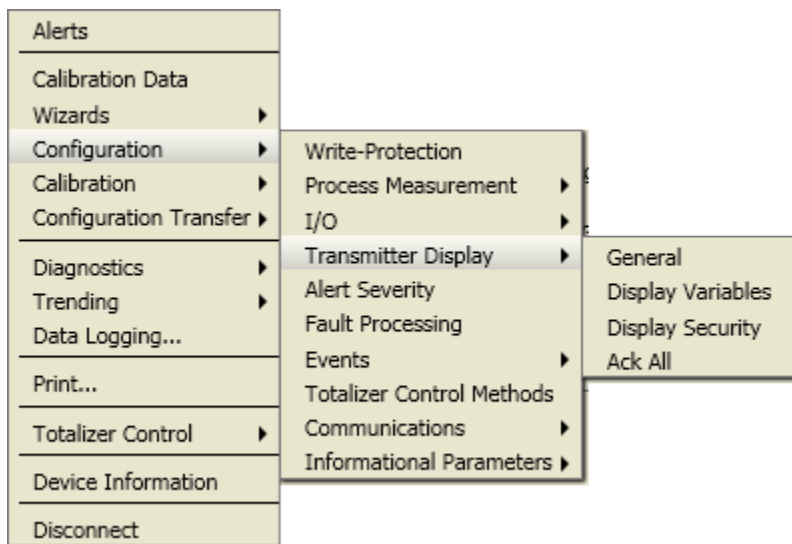 Alerts
Calibration Data
Wizards
Configuration
Calibration
Configuration Transfer
Diagnostics
Trending
Data Logging...
Print...
Totalizer Control
Device Information
Disconnect
Write-Protection
Process Measurement
I/O
Transmitter Display
Alert Severity
Fault Processing
Events
Totalizer Control Methods
Communications
Informational Parameters
General
Display Variables
Display Security
Ack All